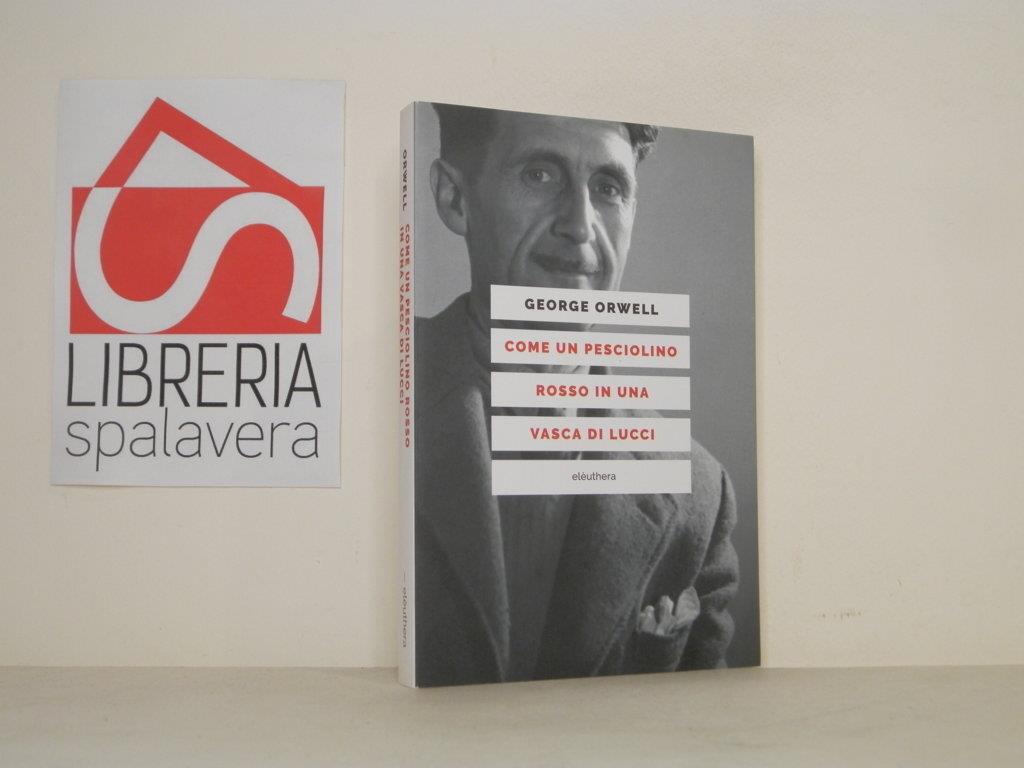 LIBRERIA
spalavera
ORWELL COME UN PESCIOLINO ROSSO
IN UNA VASCA DI LUCCI
elèuthera
GEORGE ORWELL
COME UN PESCIOLINO
ROSSO IN UNA
VASCA DI LUCCI
elèuthera